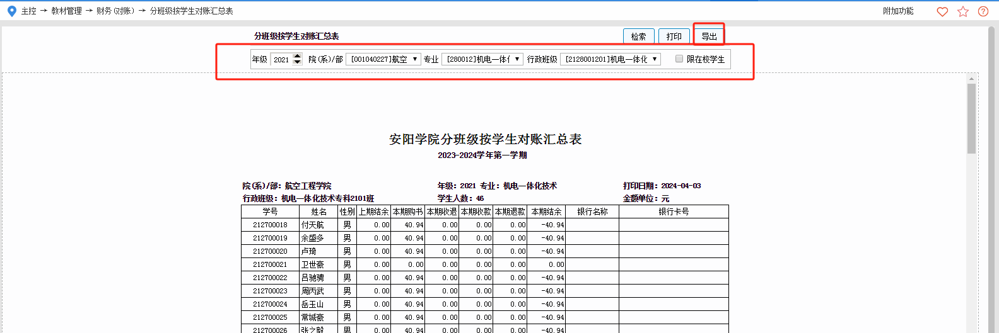 主控 → 教材管理 → 财务(对账) → 分班级按学生对账汇总表 附加功能
分班级按学生对账汇总表 检索 打印 导出
年级 2021 院(系)/部 [001040227]航空 专业 [280012]机电一体化 行政班级 [2128001201]机电一体化 限在校学生
安阳学院分班级按学生对账汇总表
2023-2024学年第一学期
院(系)/部：航空工程学院 年级：2021 专业：机电一体化技术 打印日期：2024-04-03
行政班级：机电一体化技术专科2101班 学生人数：46 金额单位：元
学号 姓名 性别 上期结余 本期购书 本期收退 本期收款 本期退款 本期结余 银行名称 银行卡号
212700018 付天航 男 0.00 40.94 0.00 0.00 0.00 -40.94
212700019 余盛多 男 0.00 40.94 0.00 0.00 0.00 -40.94
212700020 卢琦 男 0.00 40.94 0.00 0.00 0.00 -40.94
212700021 卫世豪 男 0.00 0.00 0.00 0.00 0.00 0.00
212700022 吕驰骋 男 0.00 40.94 0.00 0.00 0.00 -40.94
212700023 周丙武 男 0.00 40.94 0.00 0.00 0.00 -40.94
212700024 岳玉山 男 0.00 40.94 0.00 0.00 0.00 -40.94
212700025 常城豪 男 0.00 40.94 0.00 0.00 0.00 -40.94
212700026 张之毅 男 0.00 40.94 0.00 0.00 0.00 -40.94